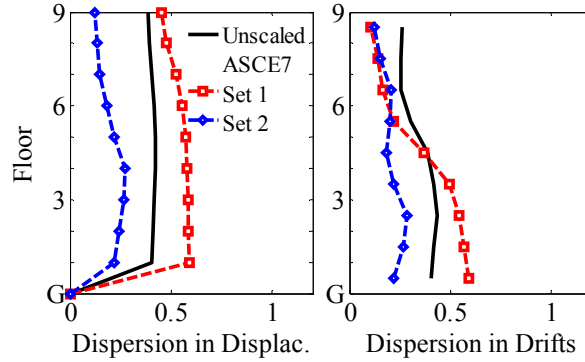 9
6
3
G
Floor
Unscaled
ASCE7
Set 1
Set 2
0
0.5
1
Dispersion in Displac.
9
6
3
G
0
0.5
1
Dispersion in Drifts